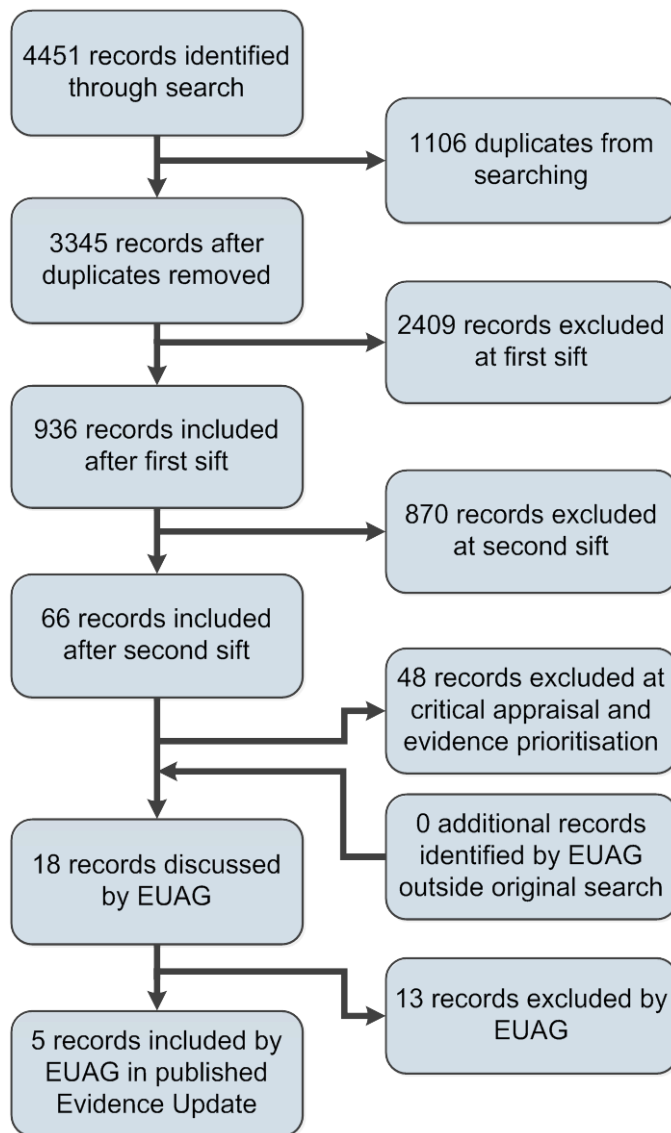 4451 records identified
through search
1106 duplicates from
searching
3345 records after
duplicates removed
2409 records excluded
at first sift
936 records included
after first sift
870 records excluded
at second sift
66 records included
after second sift
48 records excluded at
critical appraisal and
evidence prioritisation
0 additional records
identified by EUAG
outside original search
18 records discussed
by EUAG
13 records excluded by
EUAG
5 records included by
EUAG in published
Evidence Update